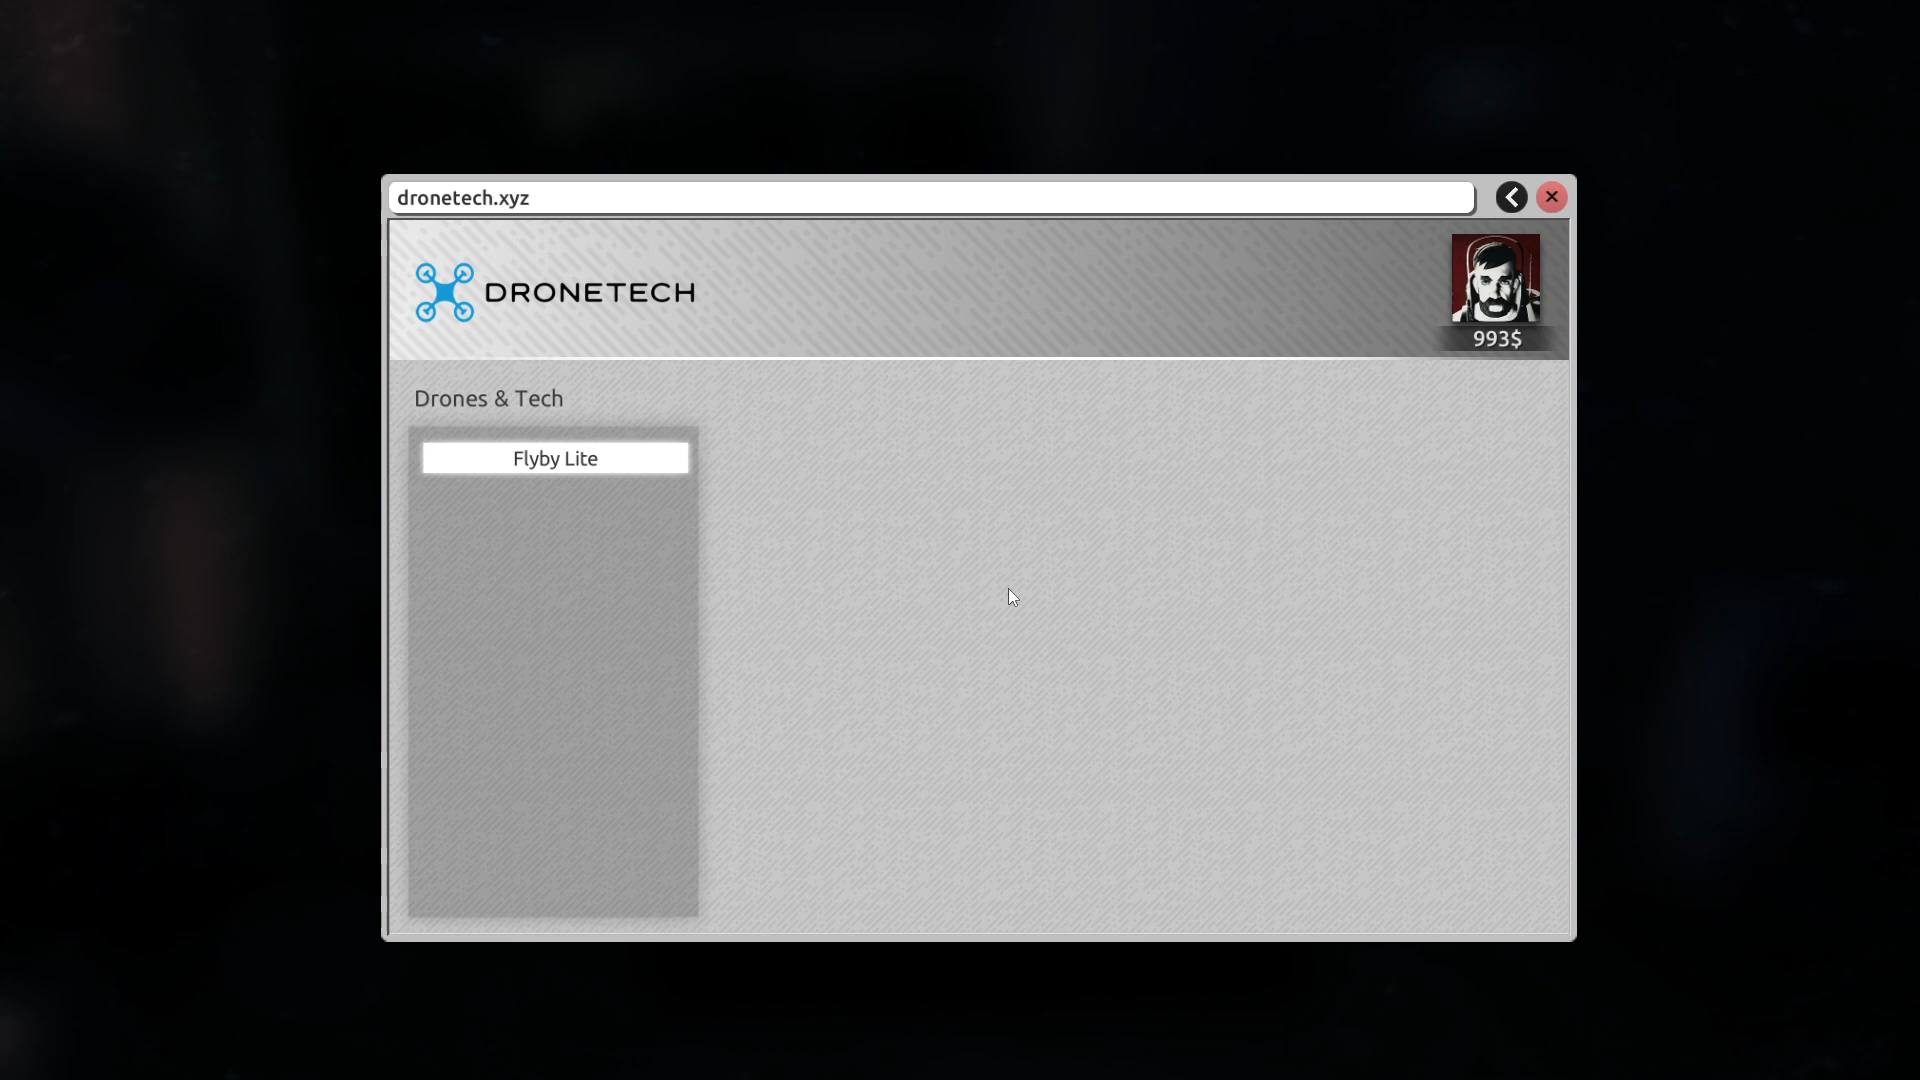 dronetech.xyz
DRONETECH
993$
Drones & Tech
Flyby Lite